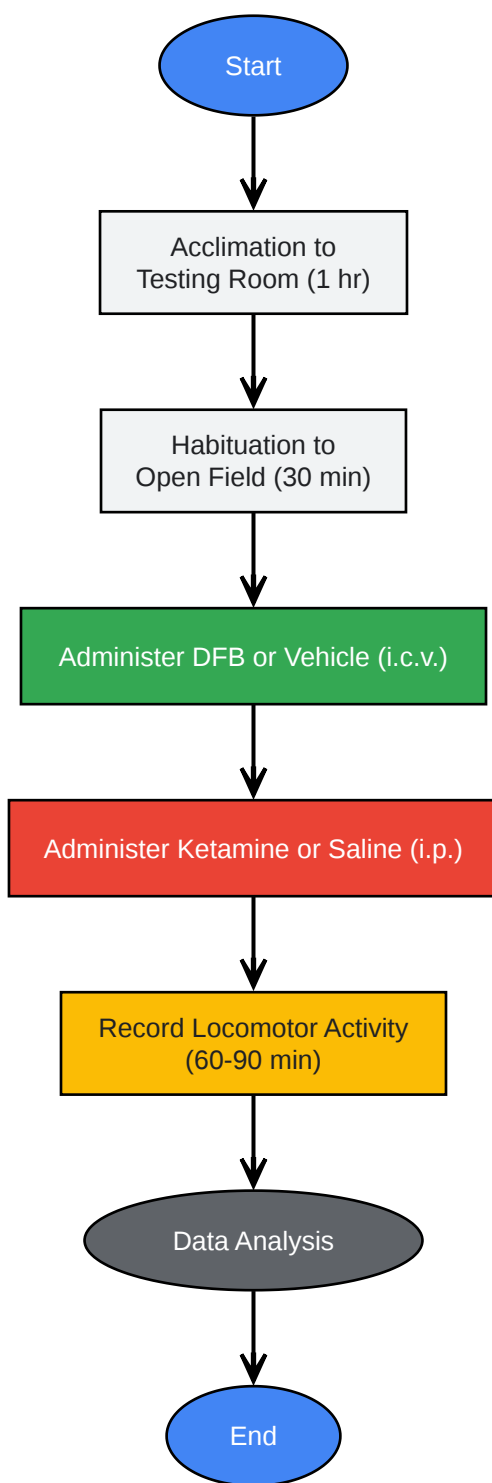 Start
Acclimation to
Testing Room (1 hr)
Habituation to
Open Field (30 min)
Administer DFB or Vehicle (i.c.v.)
Administer Ketamine or Saline (i.p.)
Record Locomotor Activity
(60-90 min)
Data Analysis
End